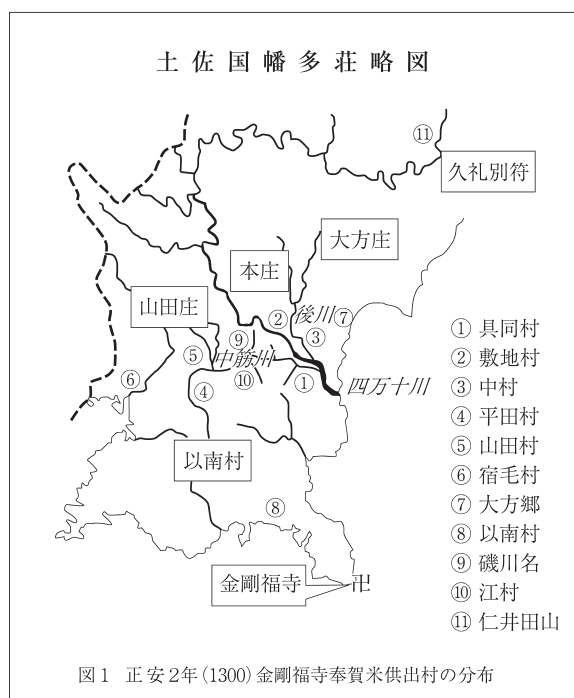 土佐国幡多荘略図
⑪
久礼別符
大方庄
本庄
山田庄
② 後川 ⑦
③
⑨
⑤ 中筋川
⑩ ①
四万十川
⑥
④
以南村
⑧
金剛福寺 卍
① 具同村
② 敷地村
③ 中村
④ 平田村
⑤ 山田村
⑥ 宿毛村
⑦ 大方郷
⑧ 以南村
⑨ 磯川名
⑩ 江村
⑪ 仁井田山
図1 正安2年(1300)金剛福寺奉賀米供出村の分布